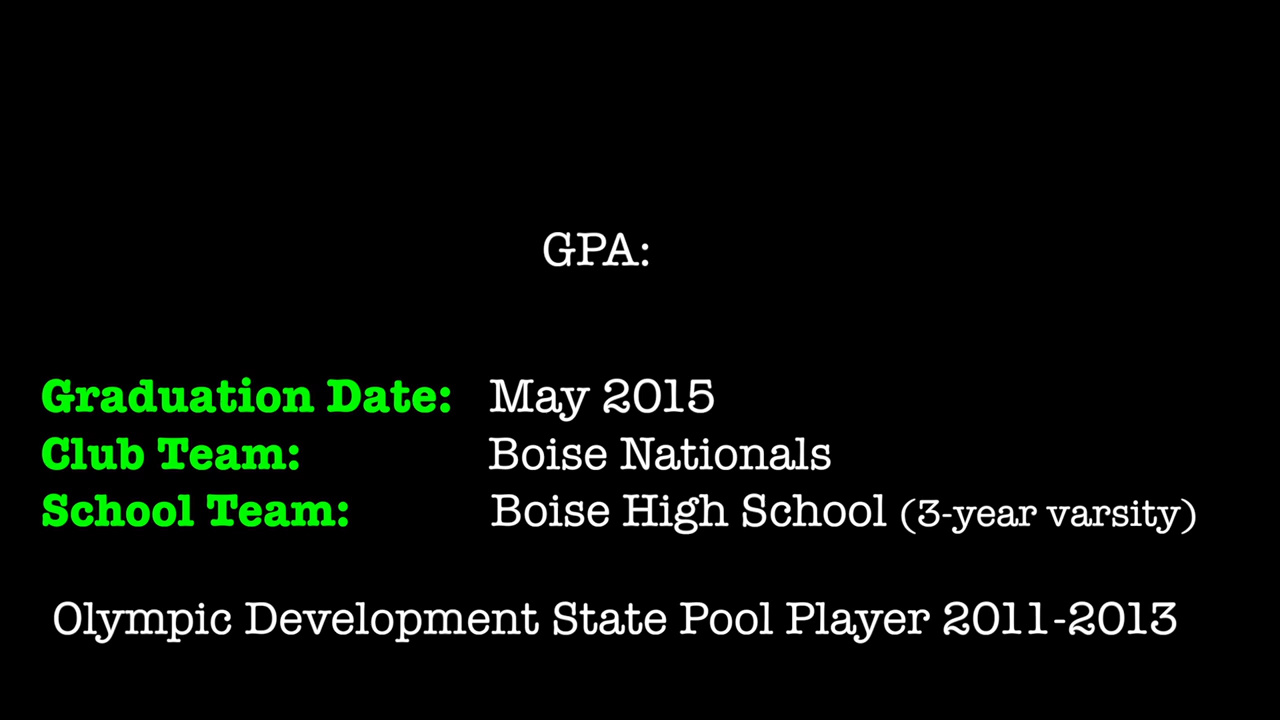 GPA:
Graduation Date: May 2015
Club Team: Boise Nationals
School Team: Boise High School (3-year varsity)
Olympic Development State Pool Player 2011-2013